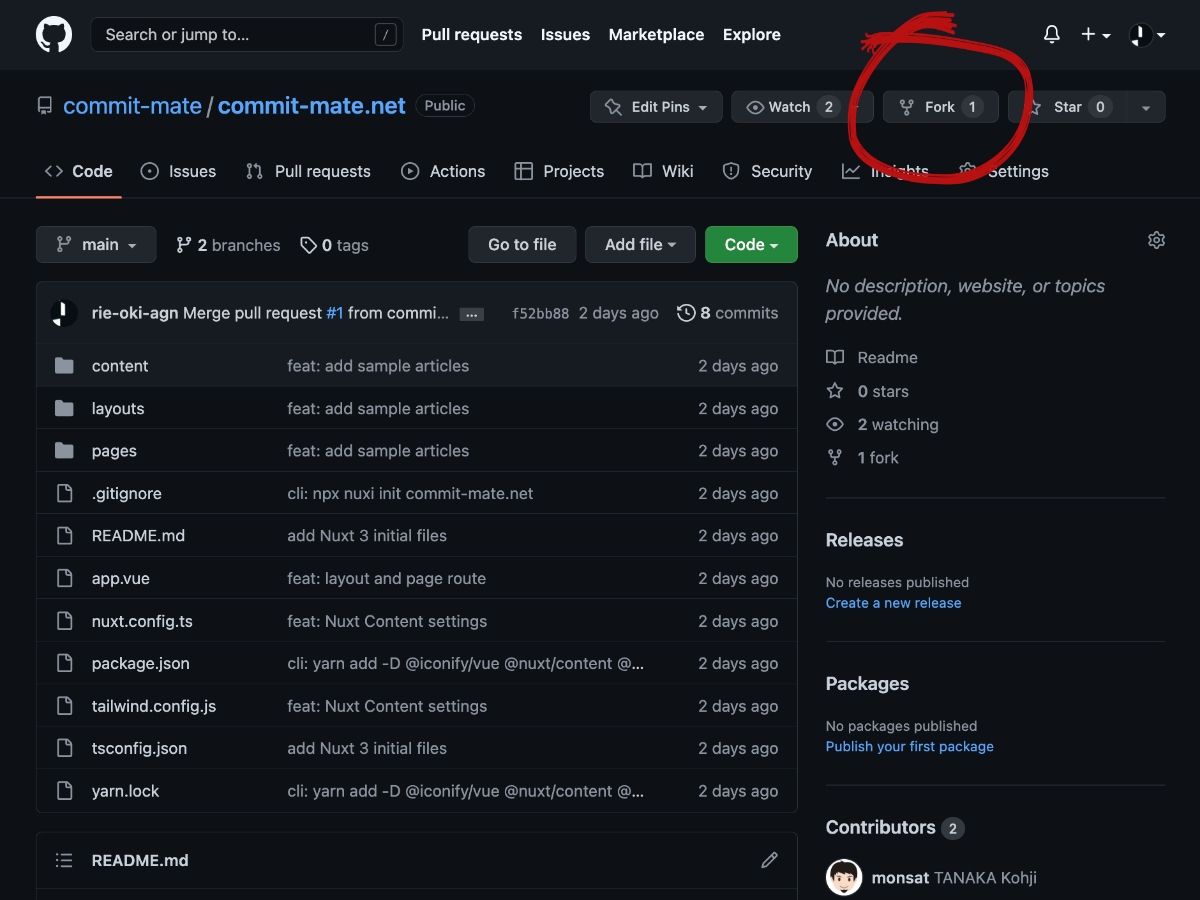 Search or jump to... /
Pull requests Issues Marketplace Explore
commit-mate/commit-mate.net Public
Edit Pins Watch 2 Fork 1 Star 0
Code Issues Pull requests Actions Projects Wiki Security Insights Settings
main 2 branches 0 tags Go to file Add file Code
rie-oki-agn Merge pull request #1 from commi... ... f52bb88 2 days ago 8 commits
content feat: add sample articles 2 days ago
layouts feat: add sample articles 2 days ago
pages feat: add sample articles 2 days ago
.gitignore cli: npx nuxi init commit-mate.net 2 days ago
README.md add Nuxt 3 initial files 2 days ago
app.vue feat: layout and page route 2 days ago
nuxt.config.ts feat: Nuxt Content settings 2 days ago
package.json cli: yarn add -D @iconify/vue @nuxt/content @... 2 days ago
tailwind.config.js feat: Nuxt Content settings 2 days ago
tsconfig.json add Nuxt 3 initial files 2 days ago
yarn.lock cli: yarn add -D @iconify/vue @nuxt/content @... 2 days ago
README.md
About
No description, website, or topics
provided.
Readme
0 stars
2 watching
1 fork
Releases
No releases published
Create a new release
Packages
No packages published
Publish your first package
Contributors 2
monsat TANAKA Kohji